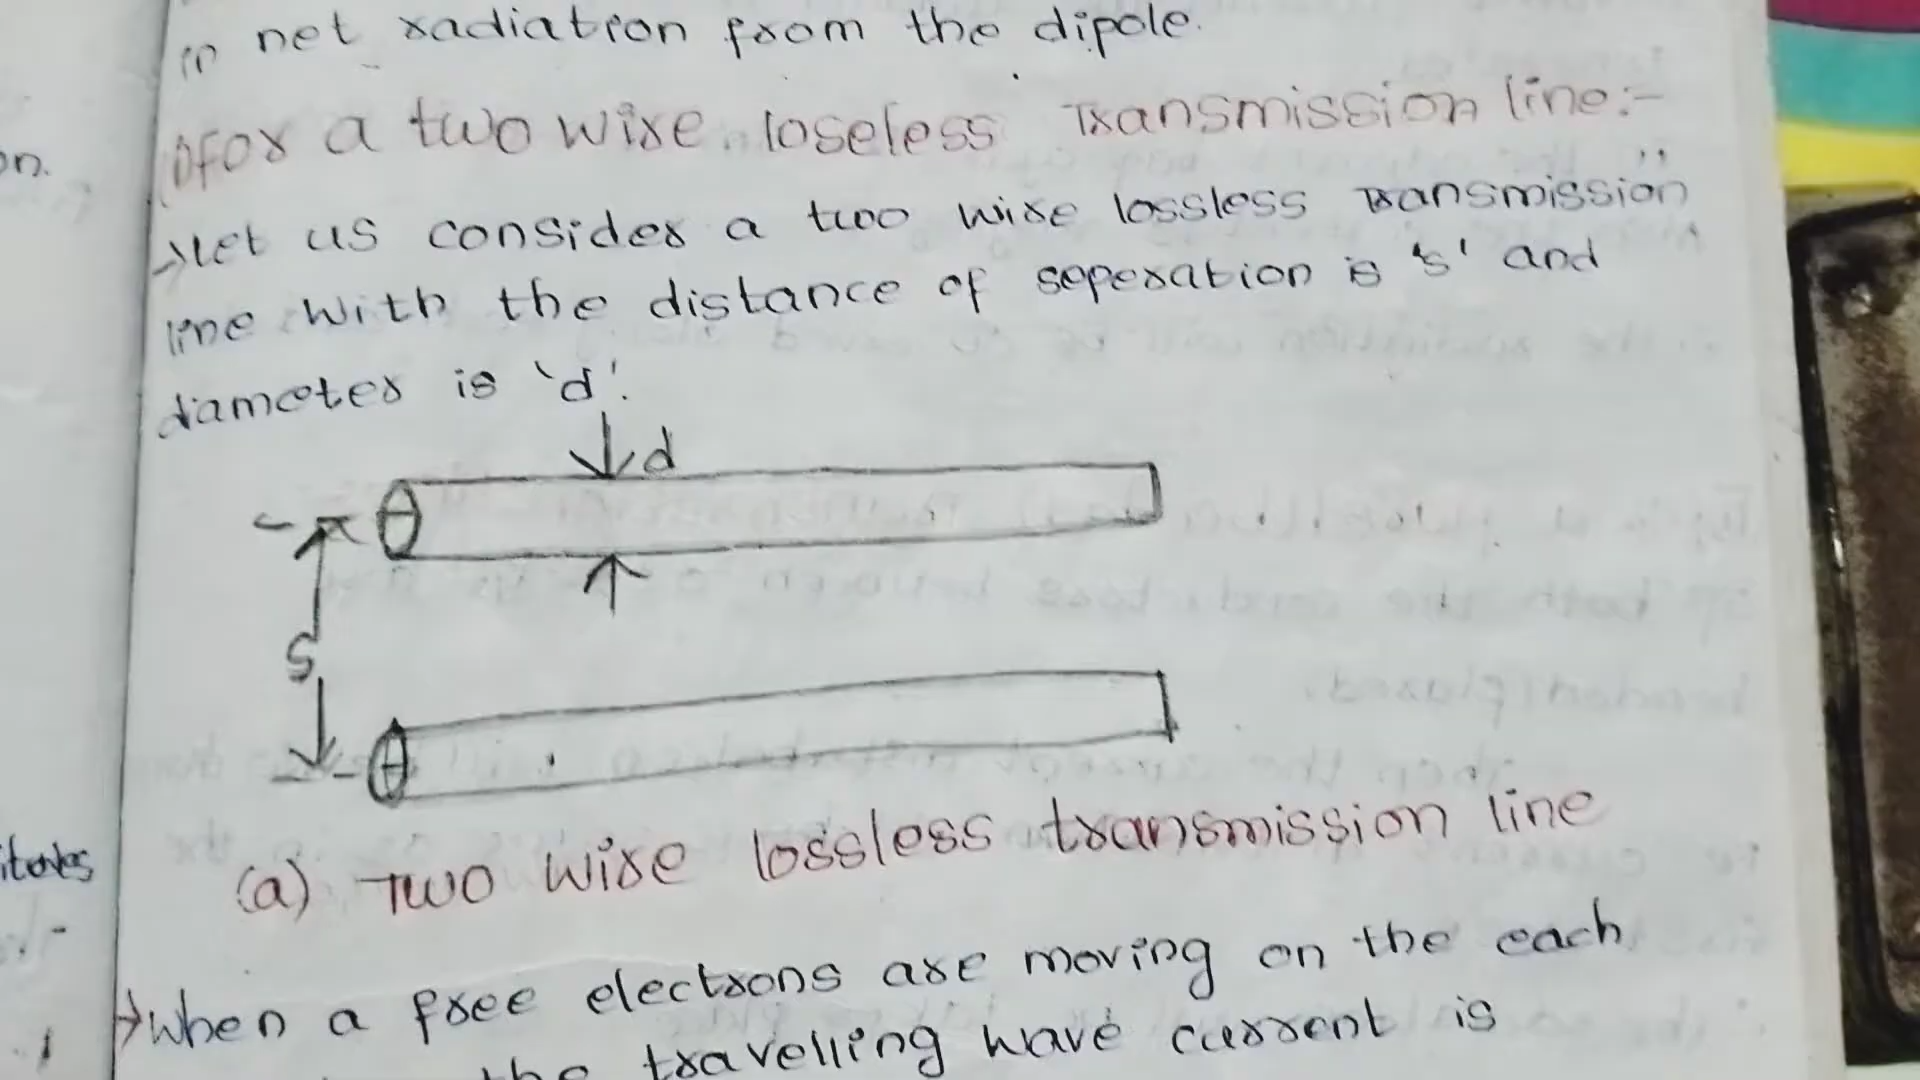 in net radiation from the dipole.
for a two wire loseless Transmission line:-
→let us consider a two wire lossless Transmission
line with the distance of seperation is 's' and
diameter is 'd'.
d
S
(a) Two wire lossless transmission line
→When a free electrons are moving on the each
the travelling wave current is